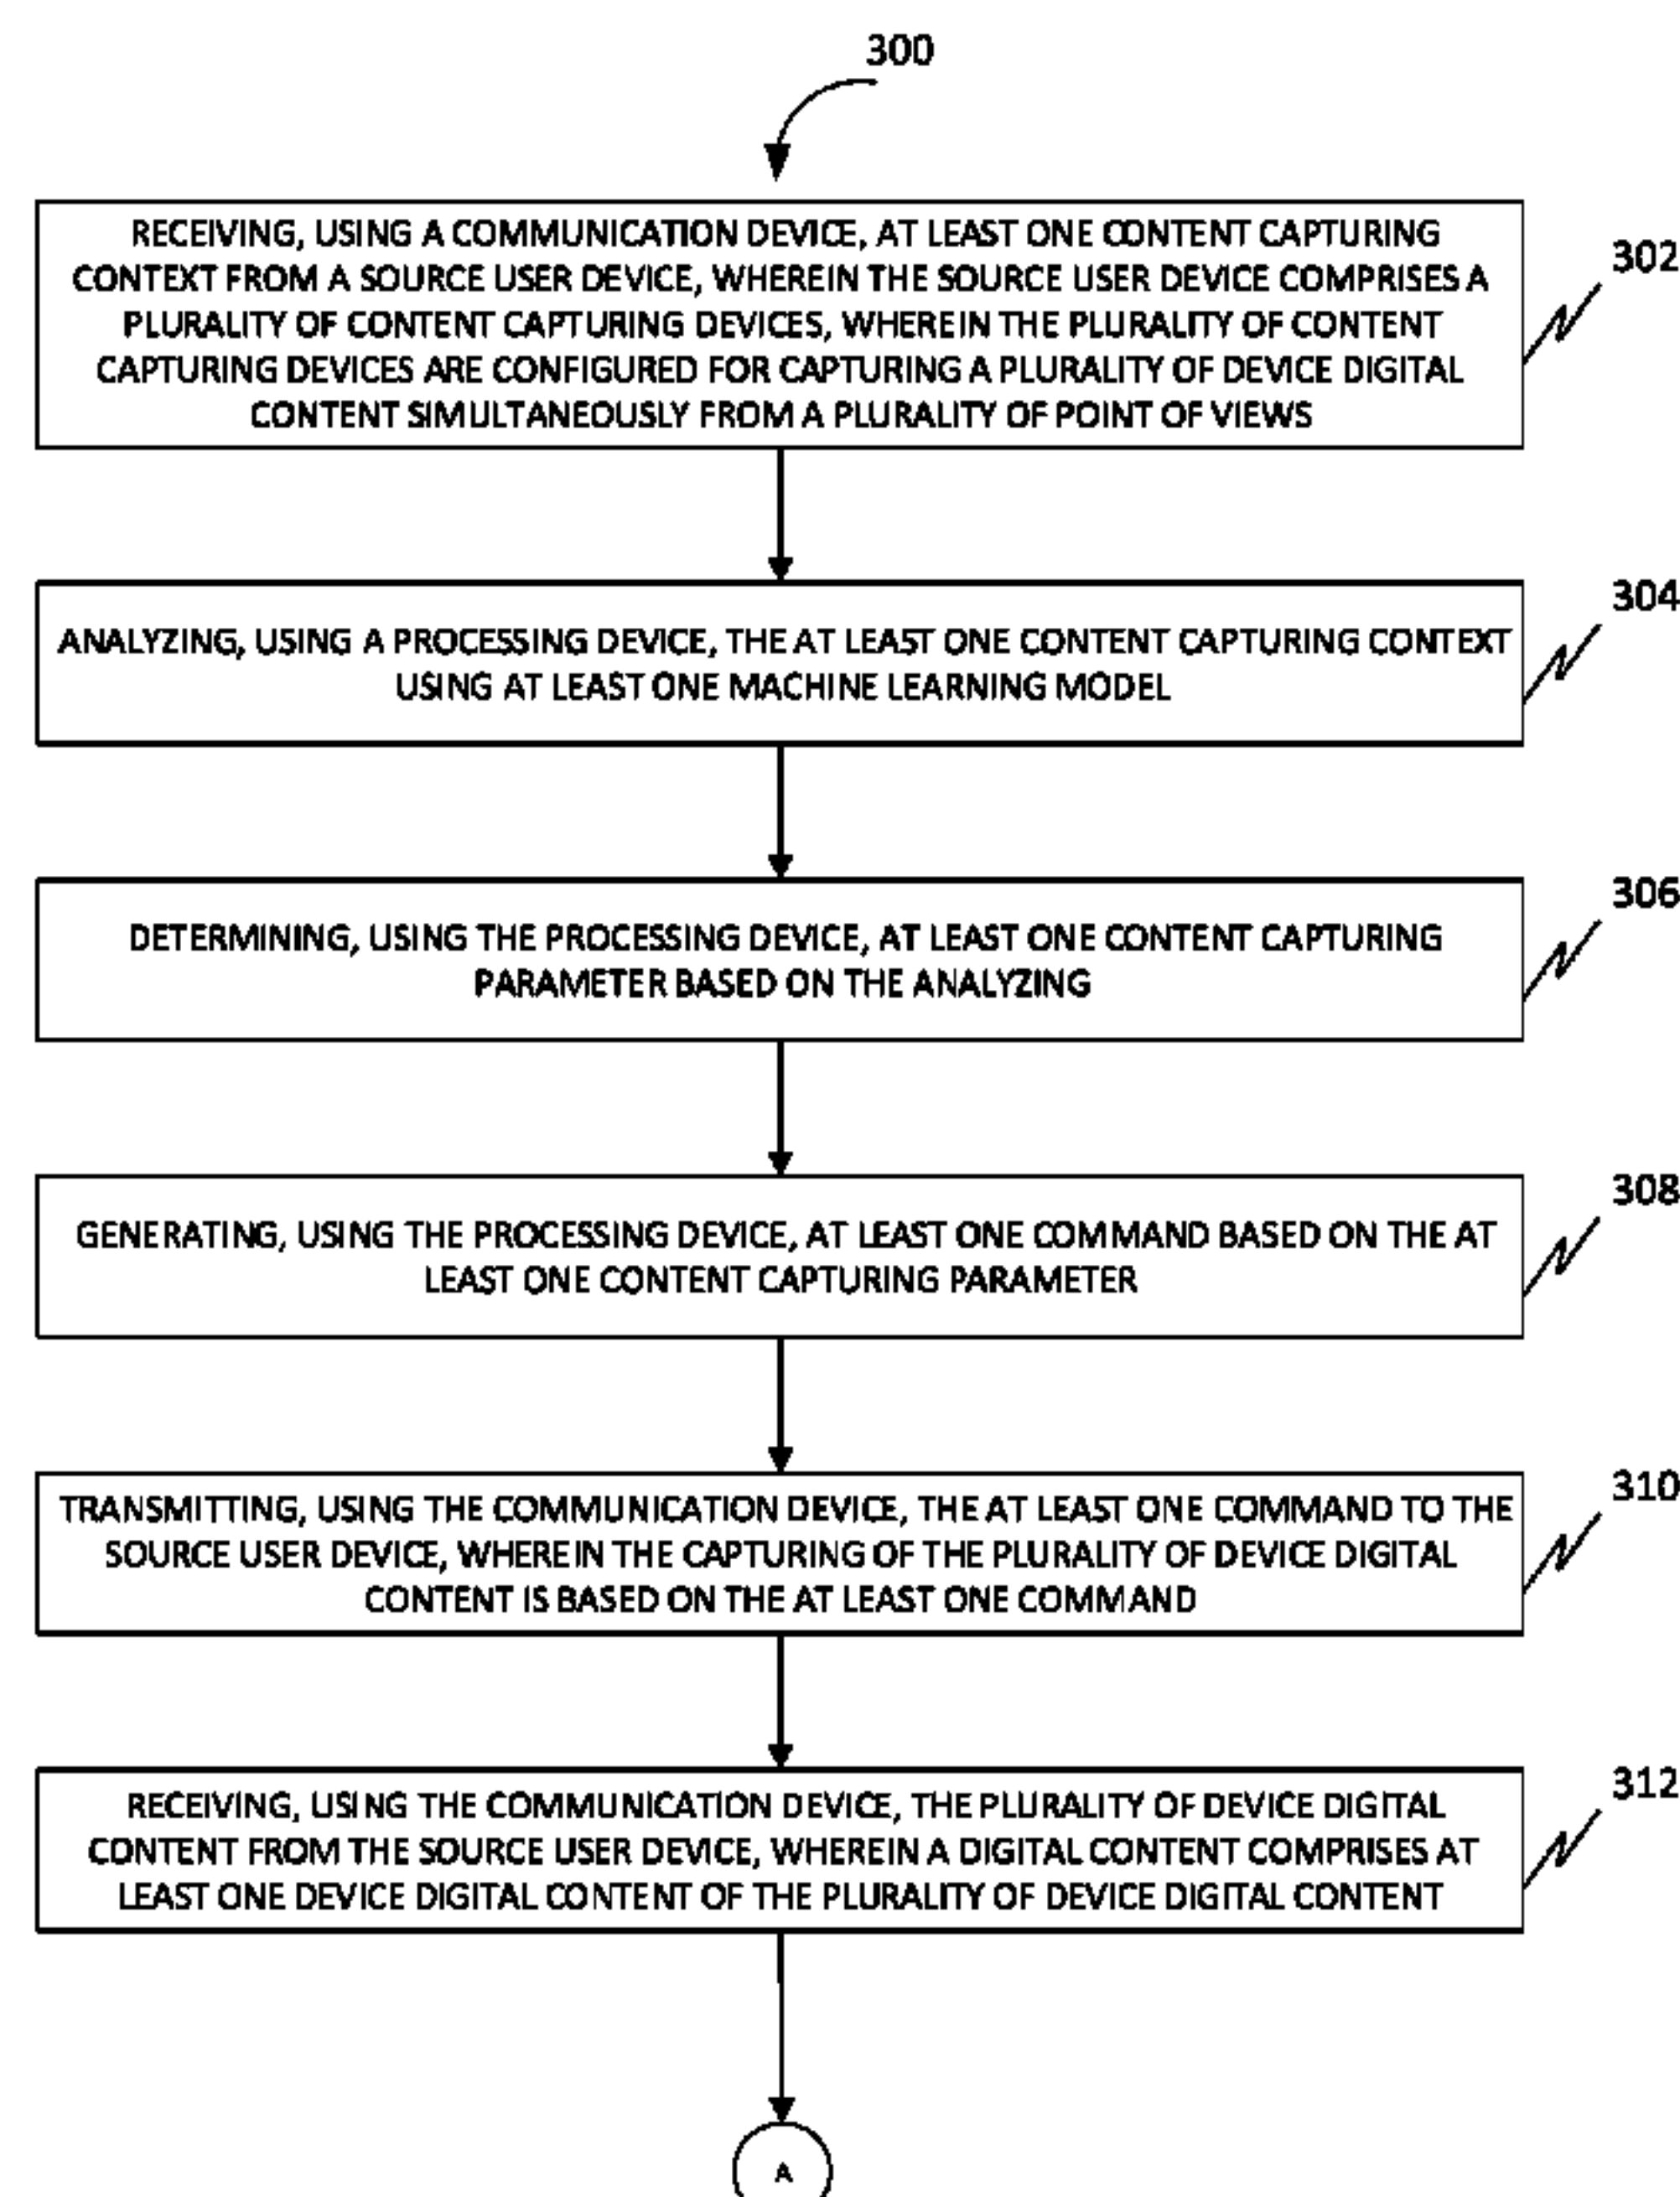 300
RECEIVING, USING A COMMUNICATION DEVICE, AT LEAST ONE CONTENT CAPTURING
CONTEXT FROM A SOURCE USER DEVICE, WHEREIN THE SOURCE USER DEVICE COMPRISES A
PLURALITY OF CONTENT CAPTURING DEVICES, WHEREIN THE PLURALITY OF CONTENT
CAPTURING DEVICES ARE CONFIGURED FOR CAPTURING A PLURALITY OF DEVICE DIGITAL
CONTENT SIMULTANEOUSLY FROM A PLURALITY OF POINT OF VIEWS
302
ANALYZING, USING A PROCESSING DEVICE, THE AT LEAST ONE CONTENT CAPTURING CONTEXT
USING AT LEAST ONE MACHINE LEARNING MODEL
304
DETERMINING, USING THE PROCESSING DEVICE, AT LEAST ONE CONTENT CAPTURING
PARAMETER BASED ON THE ANALYZING
306
GENERATING, USING THE PROCESSING DEVICE, AT LEAST ONE COMMAND BASED ON THE AT
LEAST ONE CONTENT CAPTURING PARAMETER
308
TRANSMITTING, USING THE COMMUNICATION DEVICE, THE AT LEAST ONE COMMAND TO THE
SOURCE USER DEVICE, WHEREIN THE CAPTURING OF THE PLURALITY OF DEVICE DIGITAL
CONTENT IS BASED ON THE AT LEAST ONE COMMAND
310
RECEIVING, USING THE COMMUNICATION DEVICE, THE PLURALITY OF DEVICE DIGITAL
CONTENT FROM THE SOURCE USER DEVICE, WHEREIN A DIGITAL CONTENT COMPRISES AT
LEAST ONE DEVICE DIGITAL CONTENT OF THE PLURALITY OF DEVICE DIGITAL CONTENT
312
A